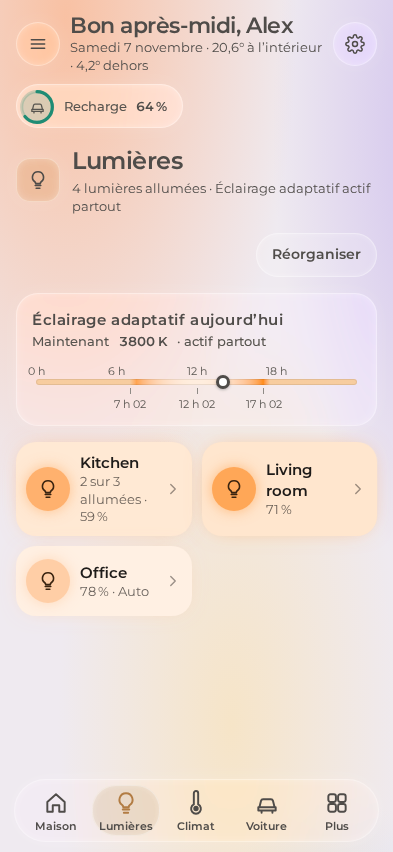 Bon après-midi, Alex
Samedi 7 novembre · 20,6° à l’intérieur
· 4,2° dehors
Recharge 64 %
Lumières
4 lumières allumées · Éclairage adaptatif actif
partout
Réorganiser
Éclairage adaptatif aujourd’hui
Maintenant 3800 K · actif partout
0 h 6 h 12 h 18 h
7 h 02 12 h 02 17 h 02
Kitchen
2 sur 3
allumées ·
59 %
Living
room
71 %
Office
78 % · Auto
Maison Lumières Climat Voiture Plus